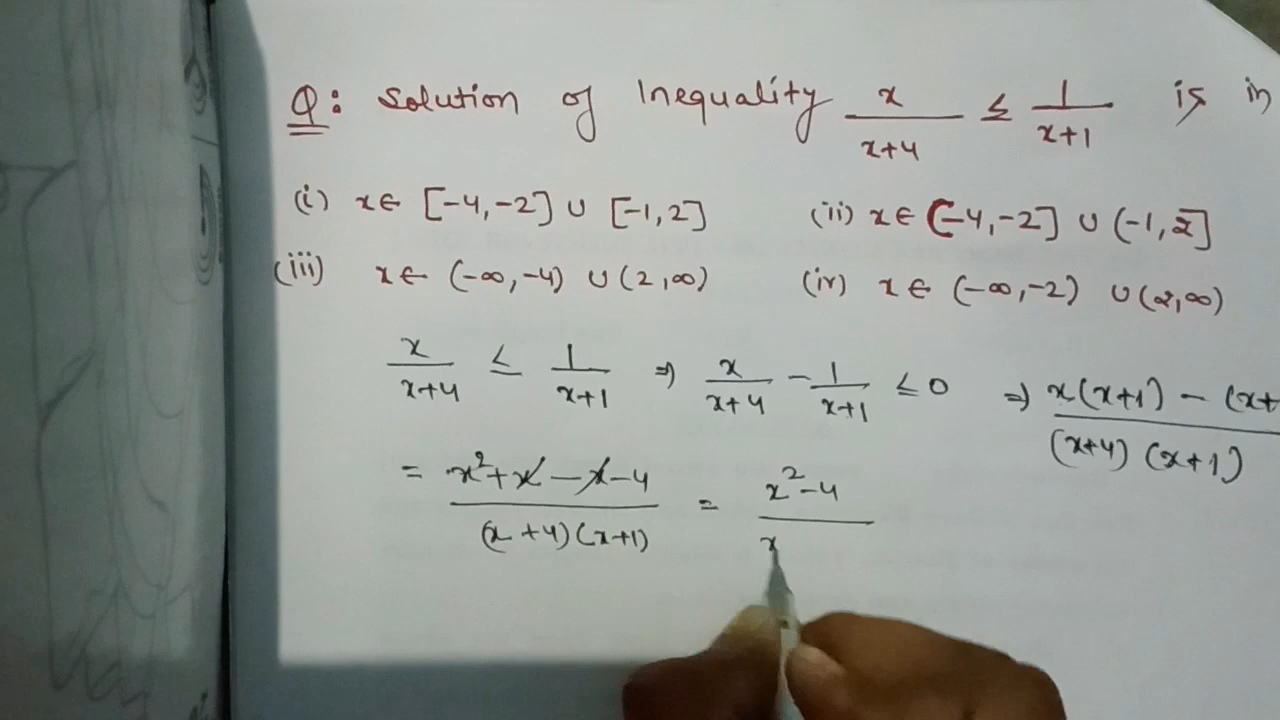 Q: Solution of Inequality x/(x+4) ≤ 1/(x+1) is in
(i) x∈ [-4,-2] ∪ [-1,2] (ii) x∈ (-4,-2] ∪ (-1,2]
(iii) x∈ (-∞,-4) ∪ (2,∞) (iv) x∈ (-∞,-2) ∪ (2,∞)
x/(x+4) ≤ 1/(x+1) ⇒ x/(x+4) - 1/(x+1) ≤ 0 ⇒ x(x+1) - (x+ / (x+4) (x+1)
= x²+x-x-4 / (x+4)(x+1) = x²-4 / x